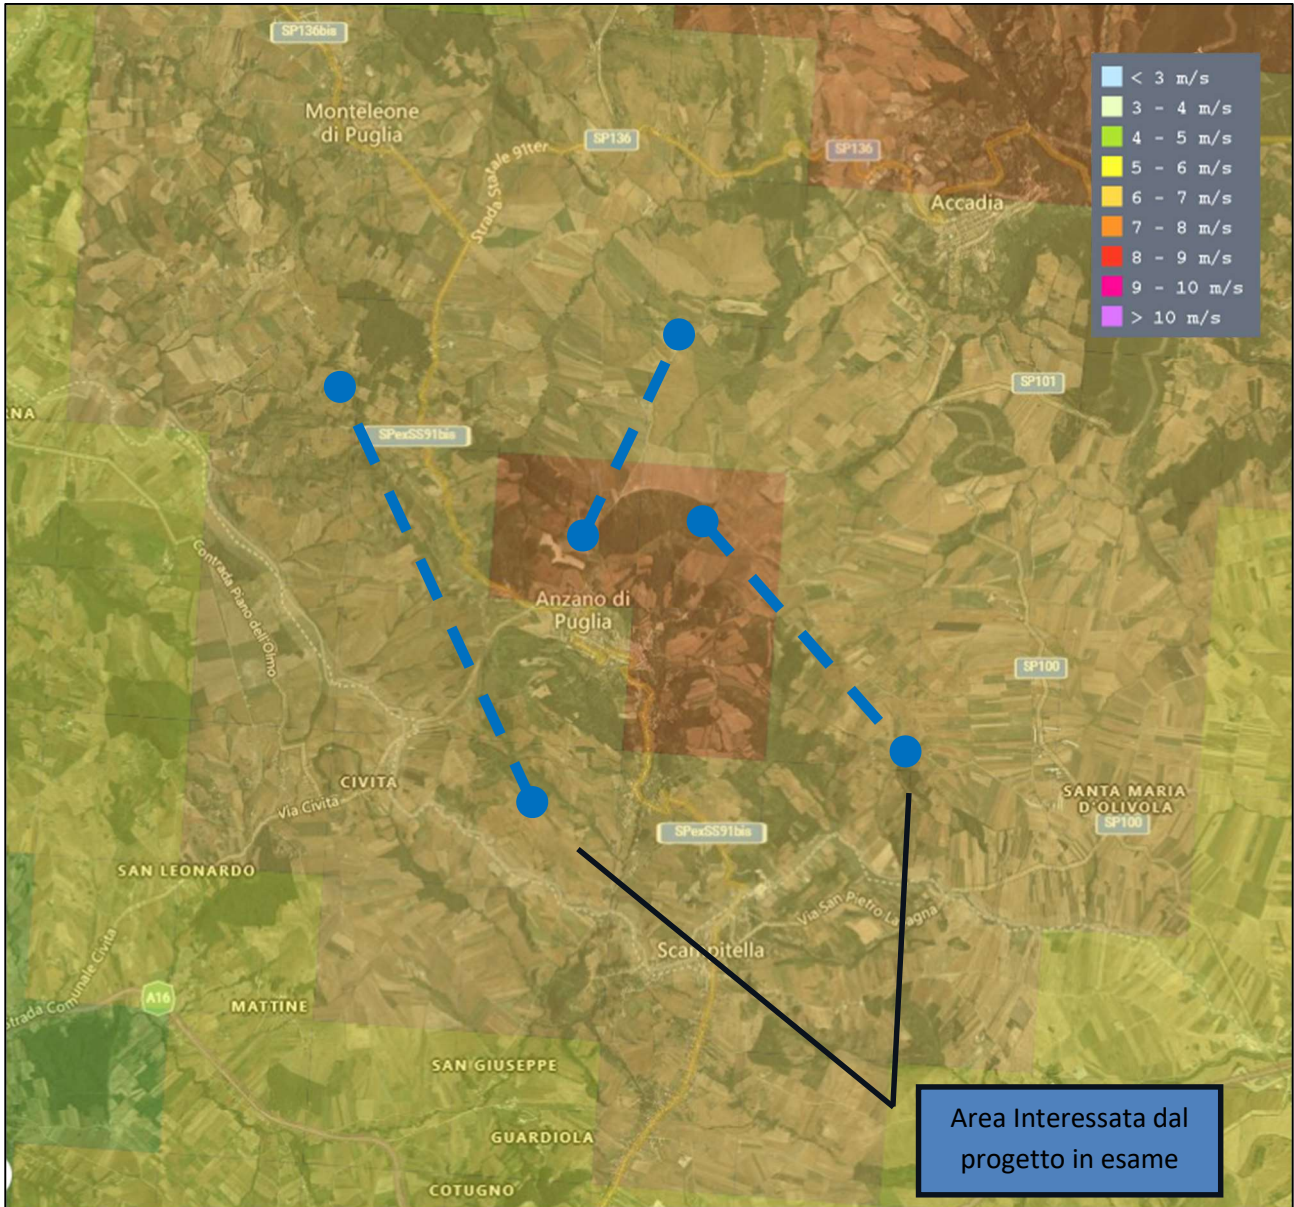 SP136bis
< 3 m/s
3 - 4 m/s
4 - 5 m/s
5 - 6 m/s
6 - 7 m/s
7 - 8 m/s
8 - 9 m/s
9 - 10 m/s
> 10 m/s
Monteleone
di Puglia
SP136
SP136
Strada Statale 91ter
Accadia
SP101
RNA
SPexSS91bis
Contrada Piano dell'Olmo
Anzano di
Puglia
SP100
CIVITA
Via Civita
SANTA MARIA
D'OLIVOLA
SP100
SPexSS91bis
SAN LEONARDO
Via San Pietro Lavagna
Scampitella
Strada Comunale Civita
A16
MATTINE
SAN GIUSEPPE
GUARDIOLA
COTUGNO
Area Interessata dal
progetto in esame